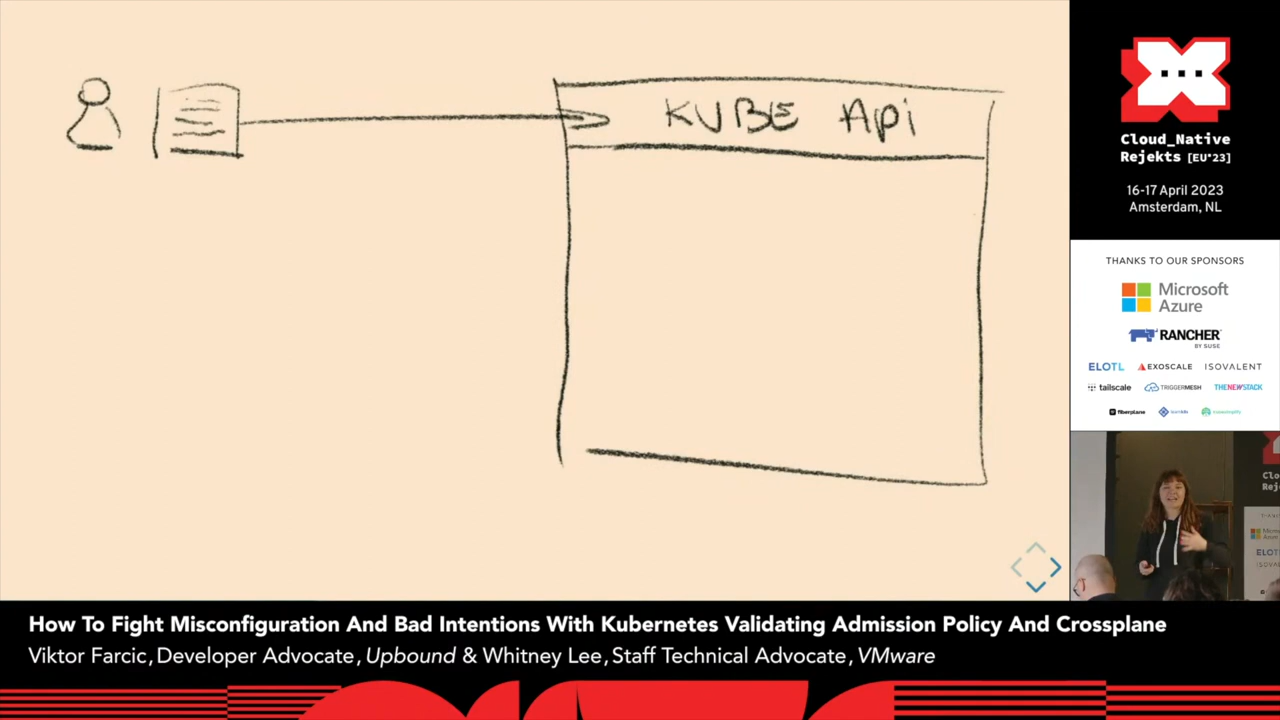 KUBE Api
Cloud_Native
Rejekts [EU'23]
16-17 April 2023
Amsterdam, NL
THANKS TO OUR SPONSORS
Microsoft
Azure
RANCHER
BY SUSE
ELOTL EXOSCALE ISOVALENT
tailscale TRIGGERMESH THENEWSTACK
fiberplane
How To Fight Misconfiguration And Bad Intentions With Kubernetes Validating Admission Policy And Crossplane
Viktor Farcic, Developer Advocate, Upbound & Whitney Lee, Staff Technical Advocate, VMware